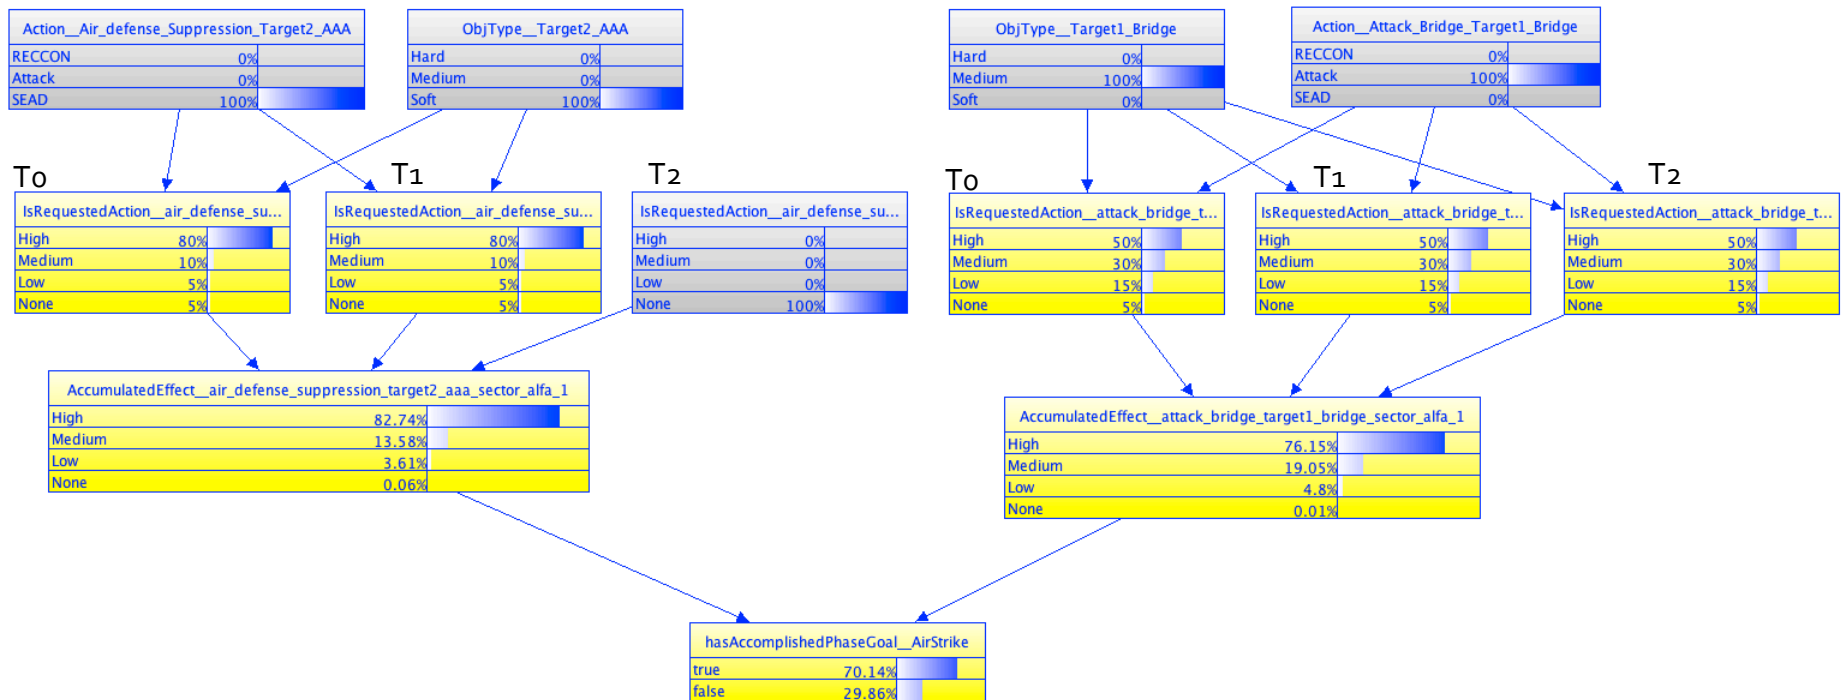 Action__Air_defense_Suppression_Target2_AAA
RECCON 0%
Attack 0%
SEAD 100%
ObjType__Target2_AAA
Hard 0%
Medium 0%
Soft 100%
ObjType__Target1_Bridge
Hard 0%
Medium 100%
Soft 0%
Action__Attack_Bridge_Target1_Bridge
RECCON 0%
Attack 100%
SEAD 0%
T0
IsRequestedAction__air_defense_su...
High 80%
Medium 10%
Low 5%
None 5%
T1
IsRequestedAction__air_defense_su...
High 80%
Medium 10%
Low 5%
None 5%
T2
IsRequestedAction__air_defense_su...
High 0%
Medium 0%
Low 0%
None 100%
T0
IsRequestedAction__attack_bridge_t...
High 50%
Medium 30%
Low 15%
None 5%
T1
IsRequestedAction__attack_bridge_t...
High 50%
Medium 30%
Low 15%
None 5%
T2
IsRequestedAction__attack_bridge_t...
High 50%
Medium 30%
Low 15%
None 5%
AccumulatedEffect__air_defense_suppression_target2_aaa_sector_alfa_1
High 82.74%
Medium 13.58%
Low 3.61%
None 0.06%
AccumulatedEffect__attack_bridge_target1_bridge_sector_alfa_1
High 76.15%
Medium 19.05%
Low 4.8%
None 0.01%
hasAccomplishedPhaseGoal__AirStrike
true 70.14%
false 29.86%